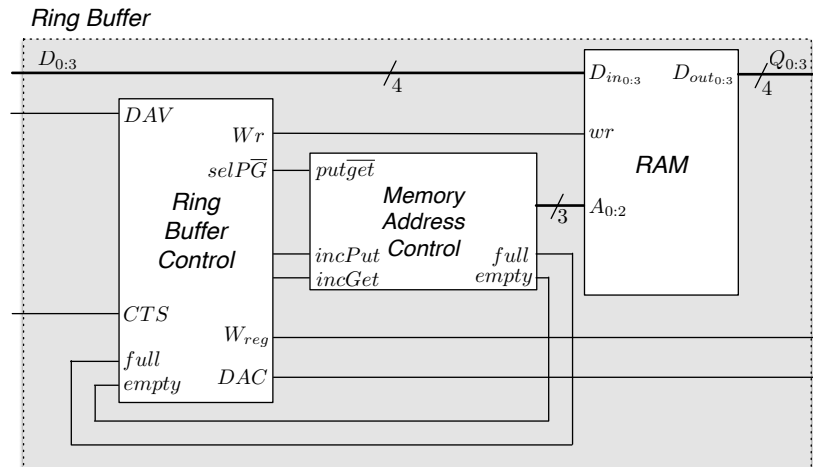 Ring Buffer
D0:3
4
Din0:3
Dout0:3
Q0:3
4
DAV
Wr
wr
selPG̅
putg̅e̅t̅
RAM
Ring
Buffer
Control
Memory
Address
Control
3
A0:2
incPut
full
incGet
empty
CTS
Wreg
full
empty
DAC